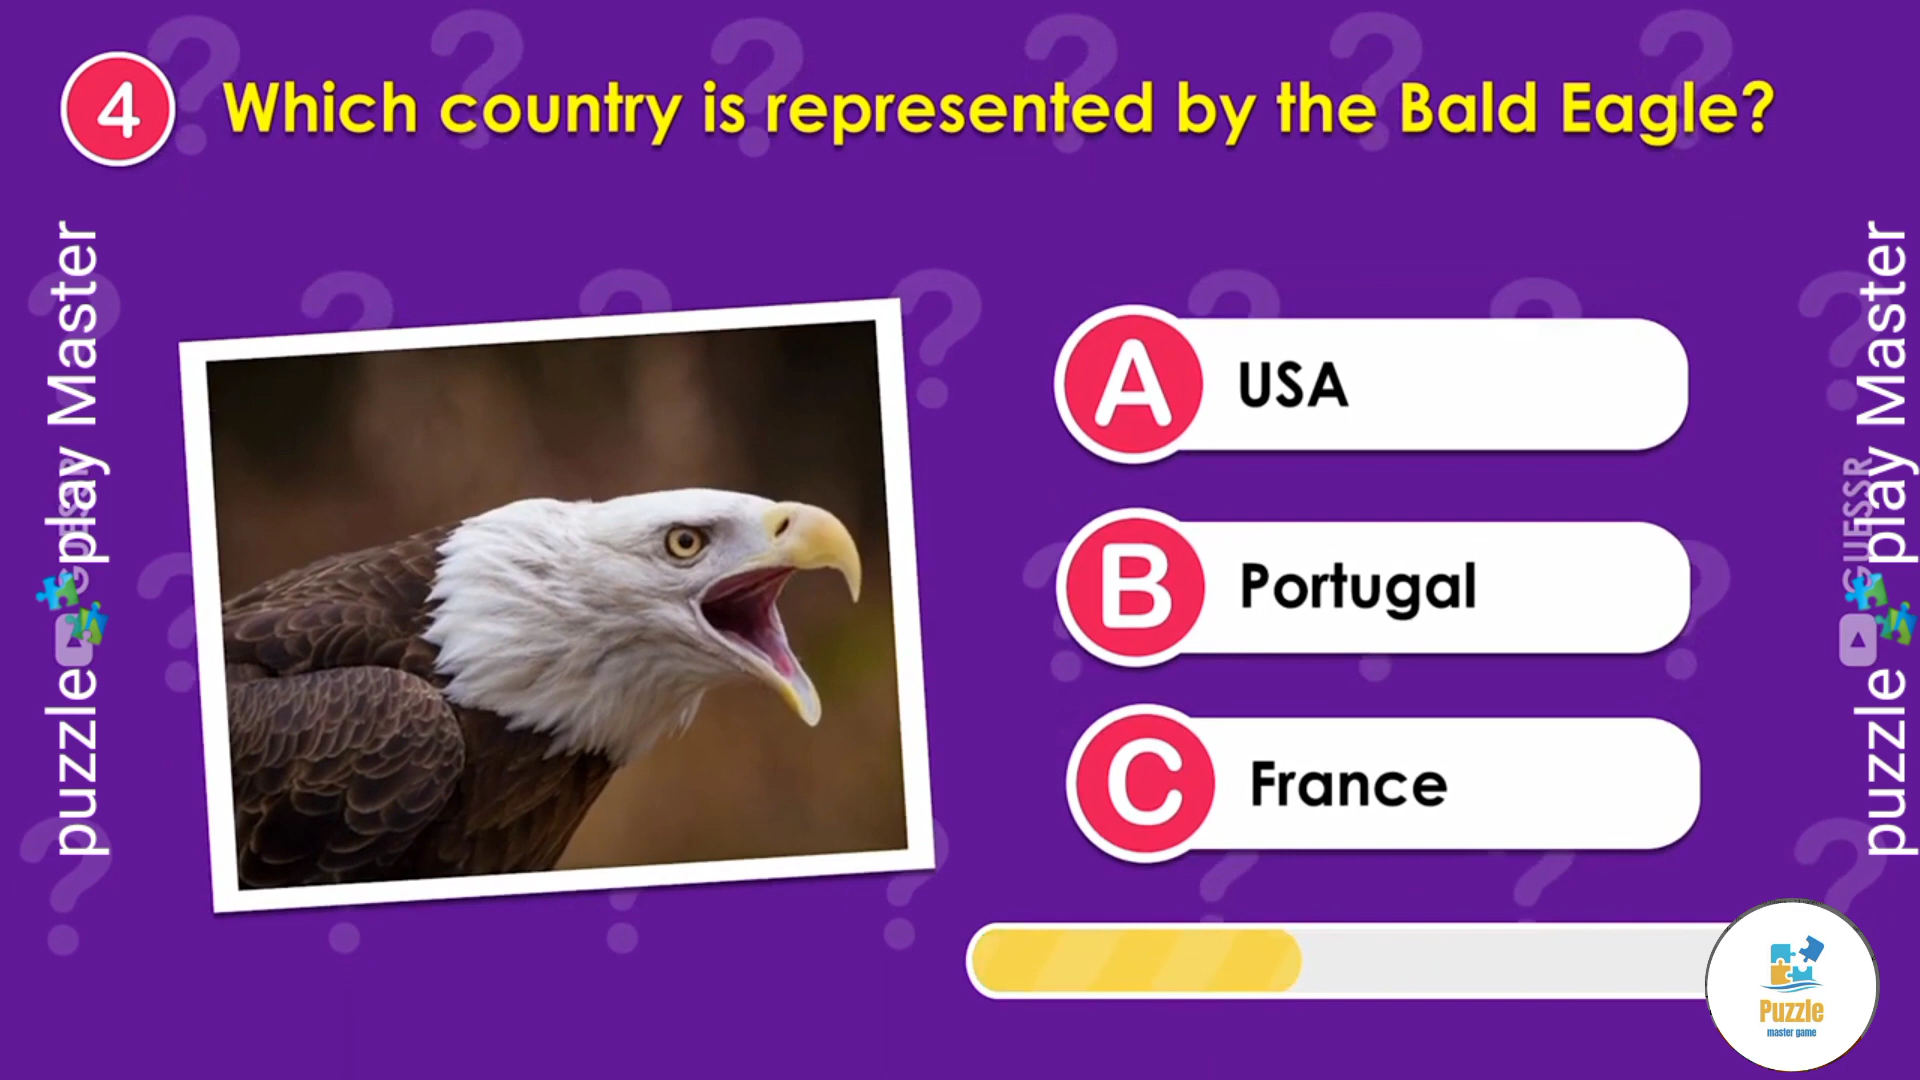 4
Which country is represented by the Bald Eagle?
puzzle play Master
A
USA
B
Portugal
C
France
GUESSR
puzzle play Master
Puzzle
master game